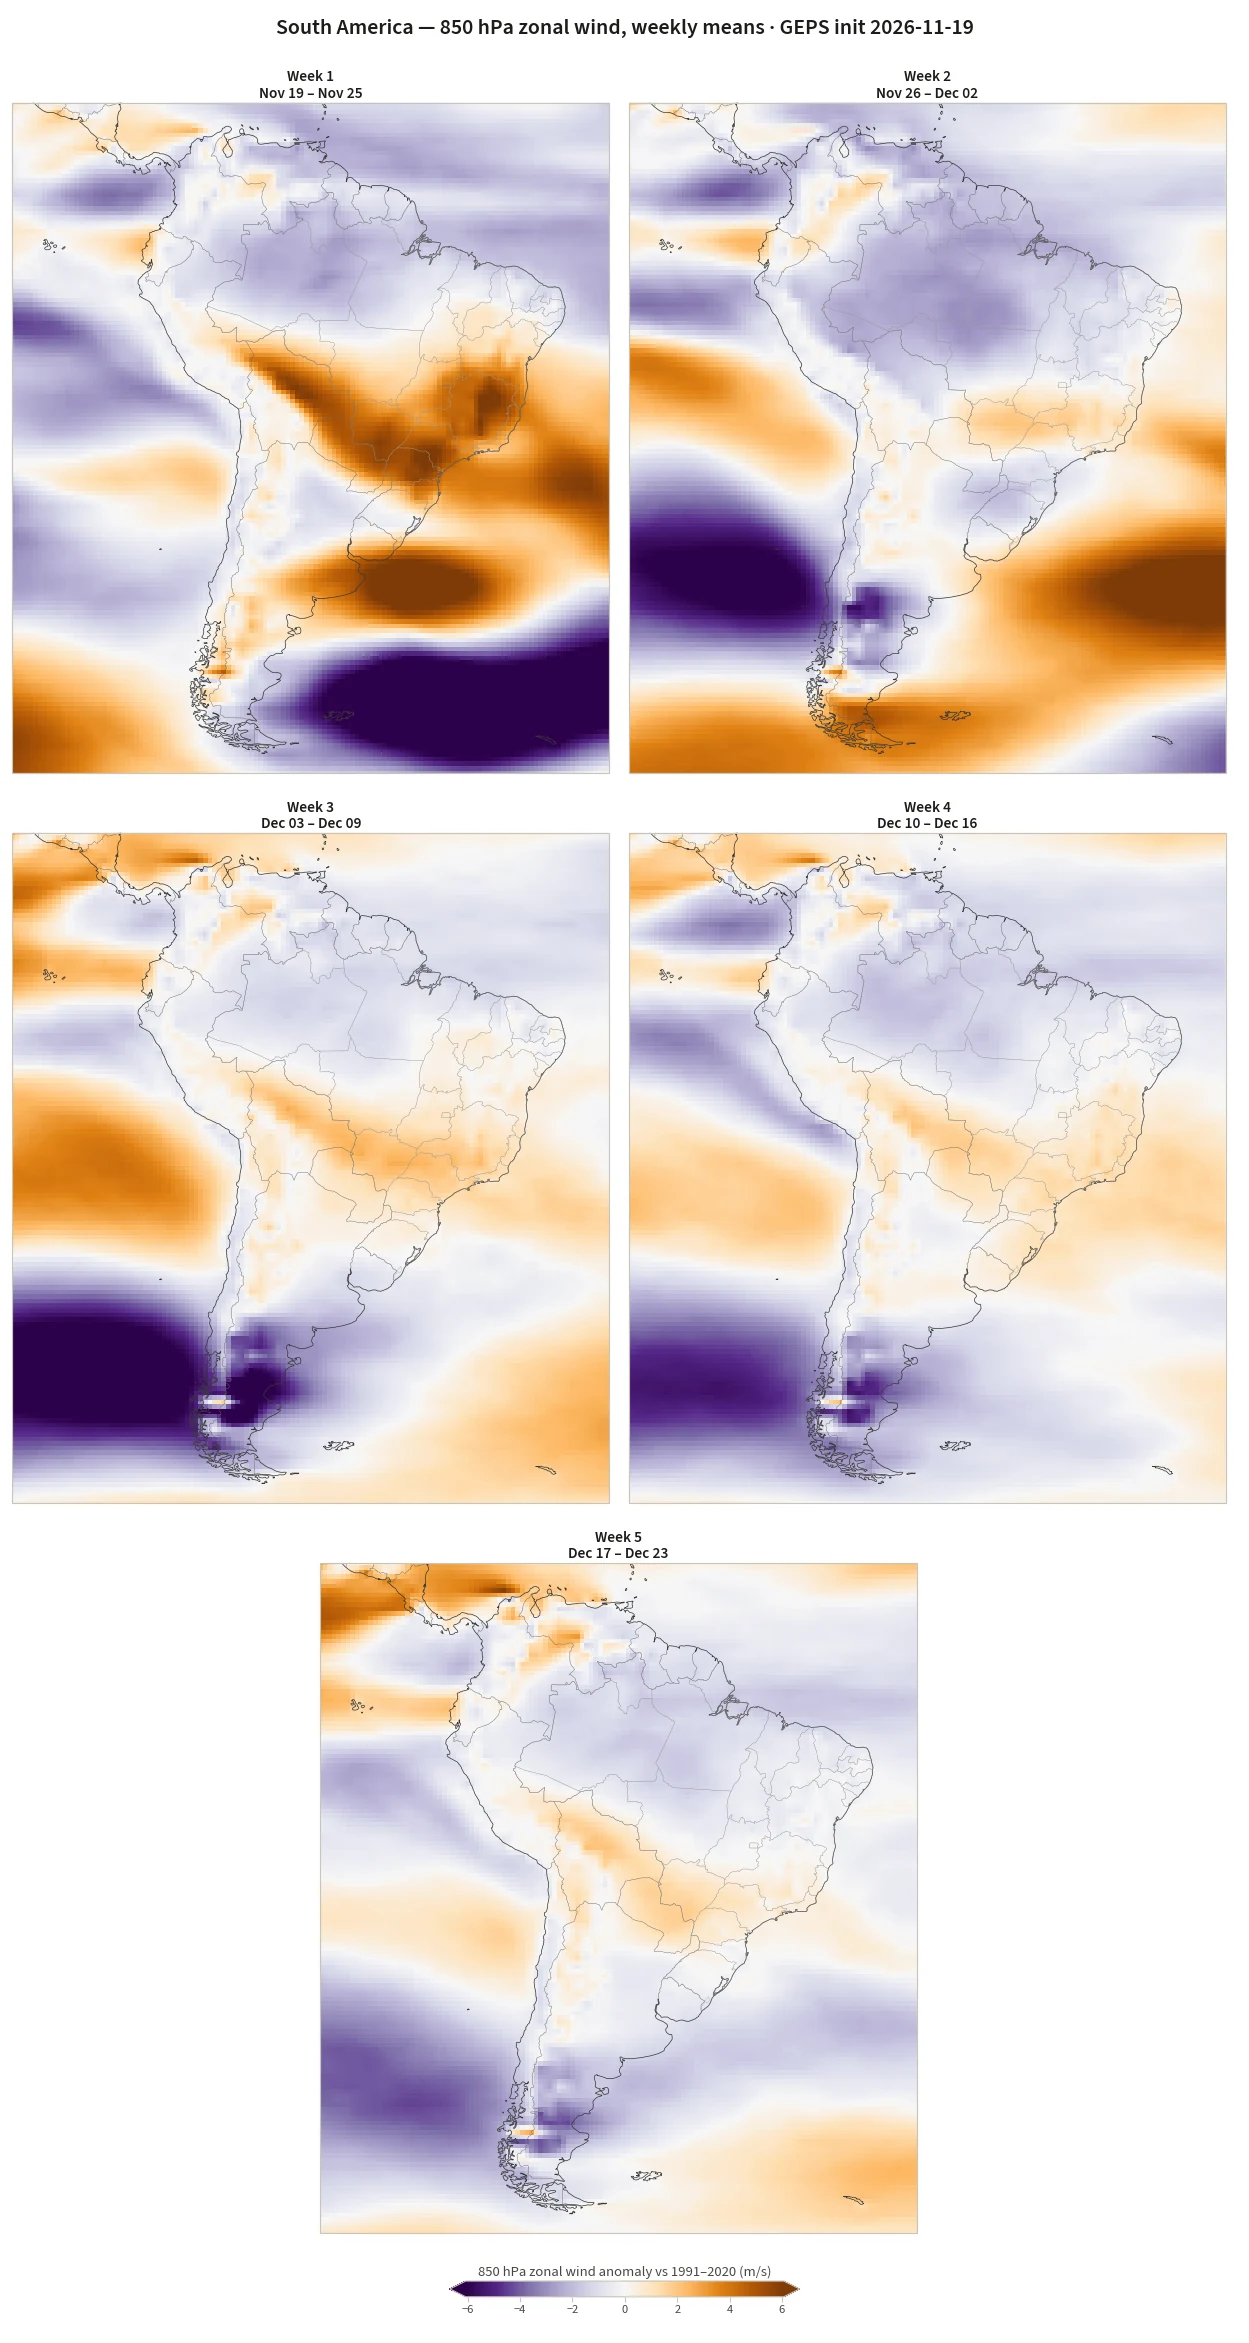 South America — 850 hPa zonal wind, weekly means · GEPS init 2026-11-19
Week 1
Nov 19 – Nov 25
Week 2
Nov 26 – Dec 02
Week 3
Dec 03 – Dec 09
Week 4
Dec 10 – Dec 16
Week 5
Dec 17 – Dec 23
850 hPa zonal wind anomaly vs 1991–2020 (m/s)
−6 −4 −2 0 2 4 6